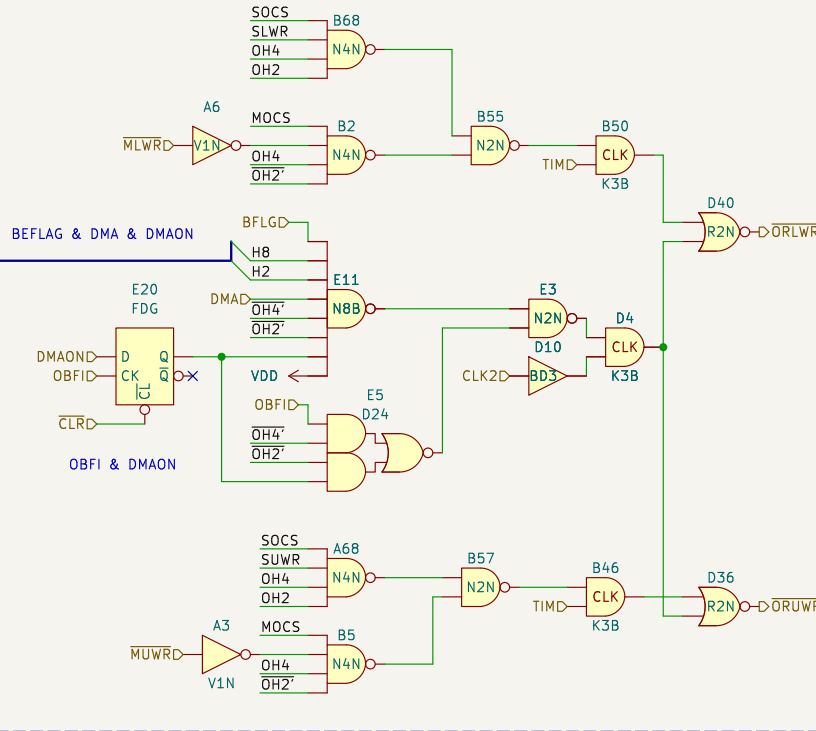 SOCS
B68
SLWR
N4N
OH4
OH2
A6
MOCS
B2
B55
B50
MLWR
V1N
N4N
N2N
CLK
OH4
TIM
OH2'
K3B
D40
BFLG
BEFLAG & DMA & DMAON
R2N
ORLWR
H8
H2
E20
E11
E3
FDG
DMA
OH4'
N8B
N2N
D4
OH2'
D10
CLK
DMAON
D
Q
OBFI
CK
Q
VDD
CLK2
BD3
K3B
CL
E5
OBFI
D24
CLR
OH4'
OH2'
OBFI & DMAON
SOCS
A68
SUWR
B57
B46
OH4
N4N
D36
OH2
N2N
CLK
TIM
R2N
ORUWR
A3
MOCS
B5
K3B
MUWR
OH4
N4N
V1N
OH2'